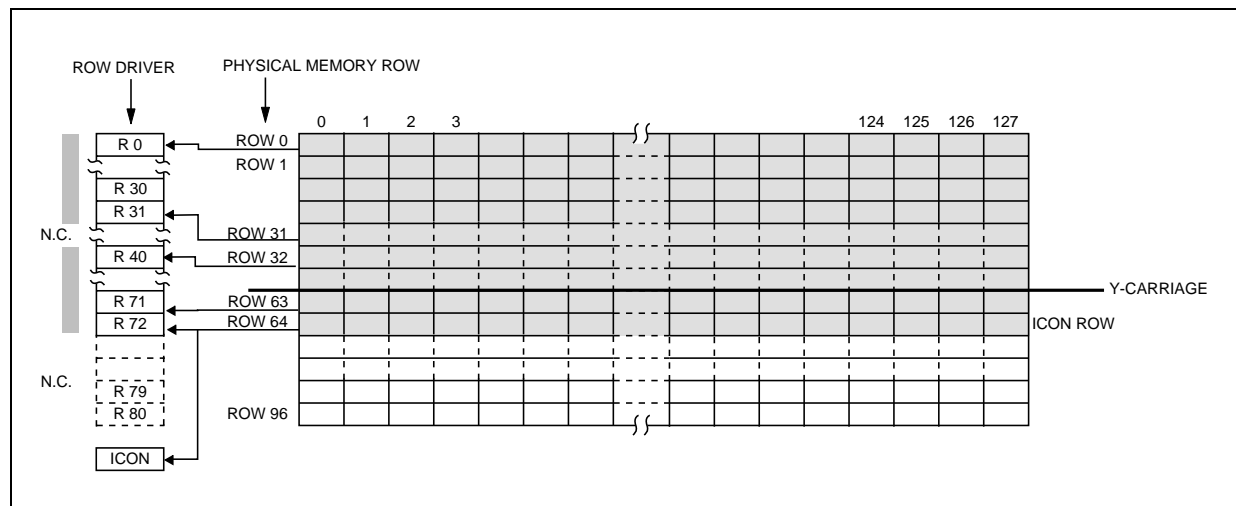 ROW DRIVER PHYSICAL MEMORY ROW
0 1 2 3 124 125 126 127
R 0 ROW 0
ROW 1
R 30
R 31
N.C. ROW 31
R 40 ROW 32
Y-CARRIAGE
R 71 ROW 63
R 72 ROW 64 ICON ROW
N.C.
R 79
R 80 ROW 96
ICON